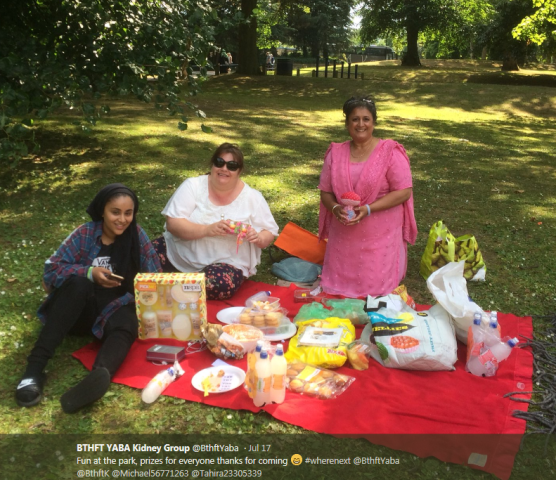 BTHFT YABA Kidney Group @BthftYaba · Jul 17
Fun at the park, prizes for everyone thanks for coming 😀 #wherenext @BthftYaba
@BthftK @Michael56771263 @Tahira23305339